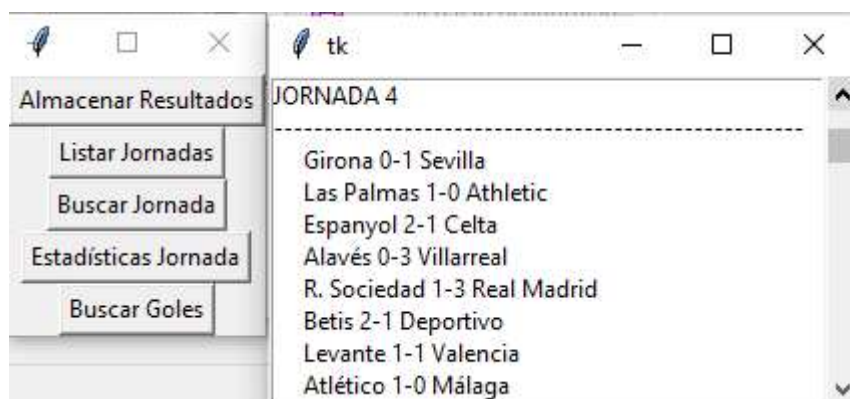 tk
Almacenar Resultados
Listar Jornadas
Buscar Jornada
Estadísticas Jornada
Buscar Goles
JORNADA 4
------------------------------------------------------
Girona 0-1 Sevilla
Las Palmas 1-0 Athletic
Espanyol 2-1 Celta
Alavés 0-3 Villarreal
R. Sociedad 1-3 Real Madrid
Betis 2-1 Deportivo
Levante 1-1 Valencia
Atlético 1-0 Málaga